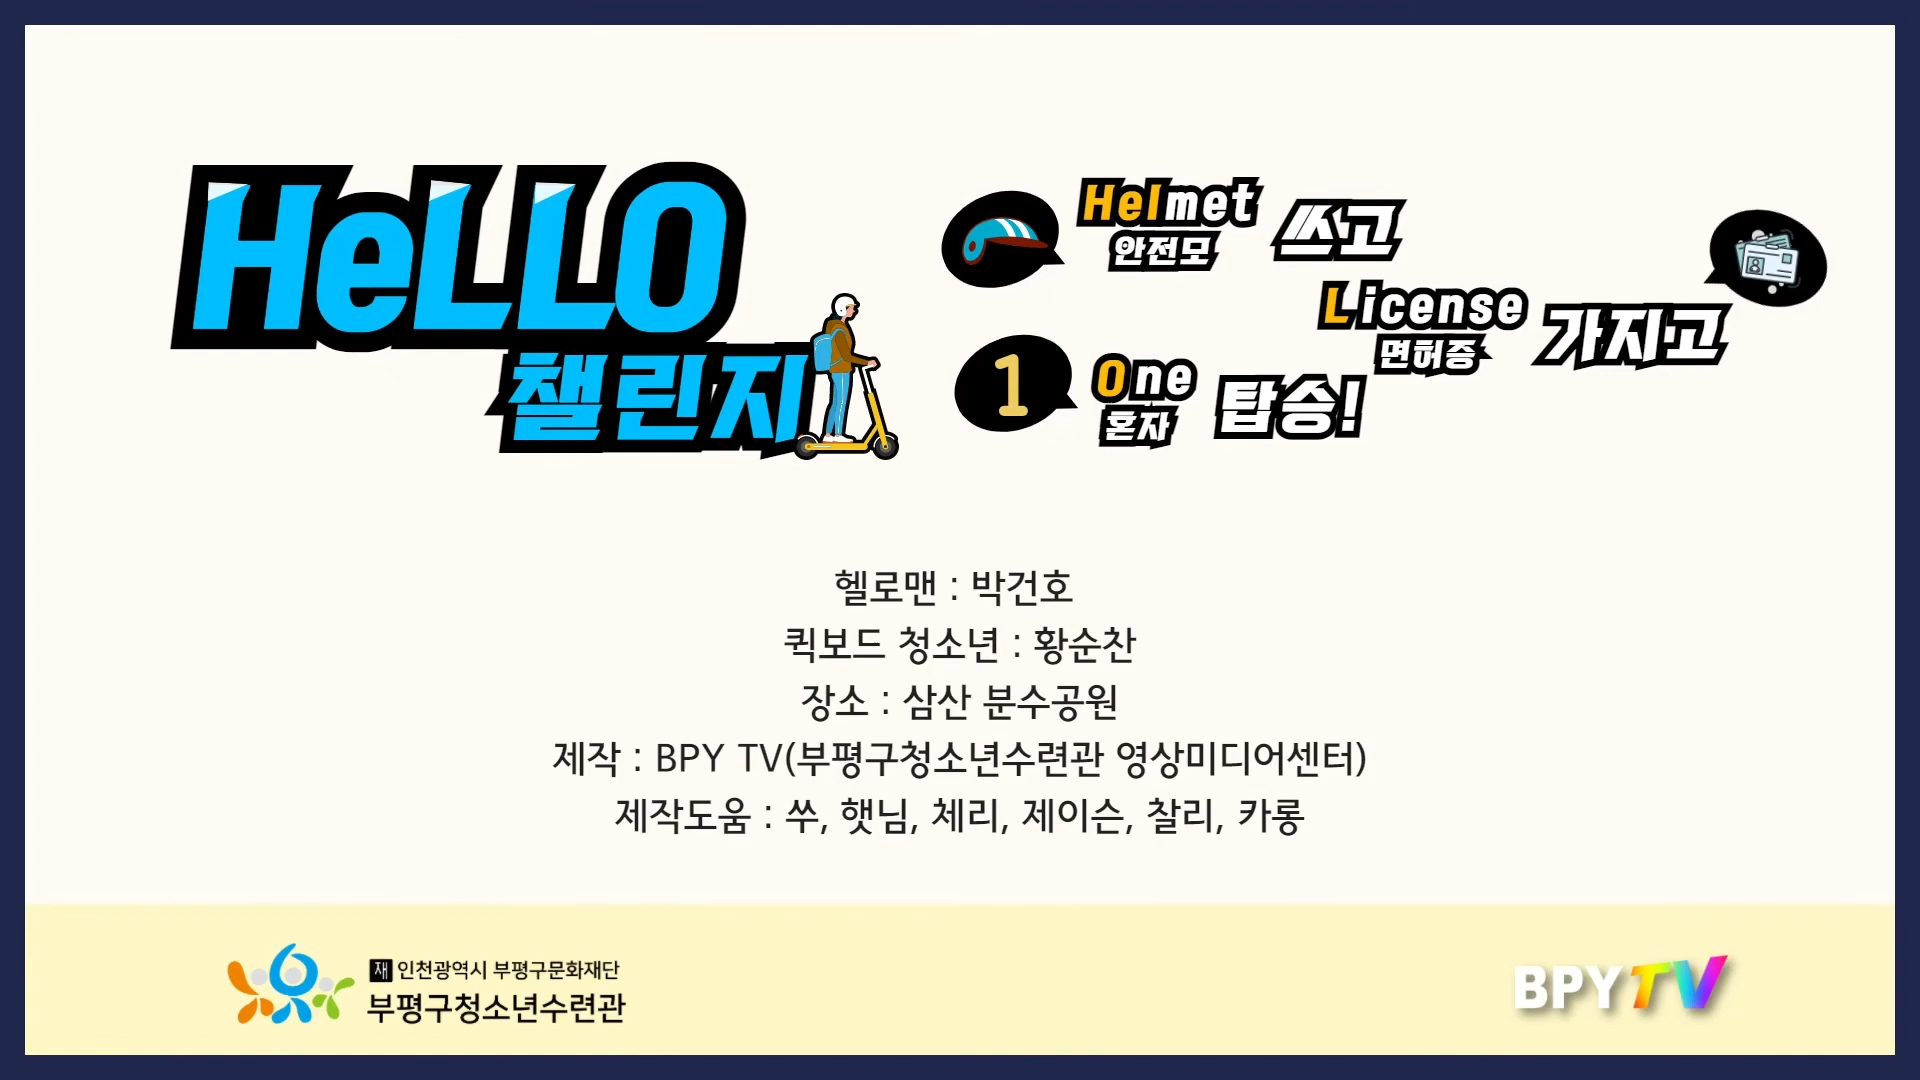 HeLLO
챌린지
Helmet 쓰고
안전모
License 가지고
면허증
1 One 탑승!
혼자
헬로맨 : 박건호
퀵보드 청소년 : 황순찬
장소 : 삼산 분수공원
제작 : BPY TV(부평구청소년수련관 영상미디어센터)
제작도움 : 쑤, 햇님, 체리, 제이슨, 찰리, 카롱
재 인천광역시 부평구문화재단
부평구청소년수련관
BPY TV